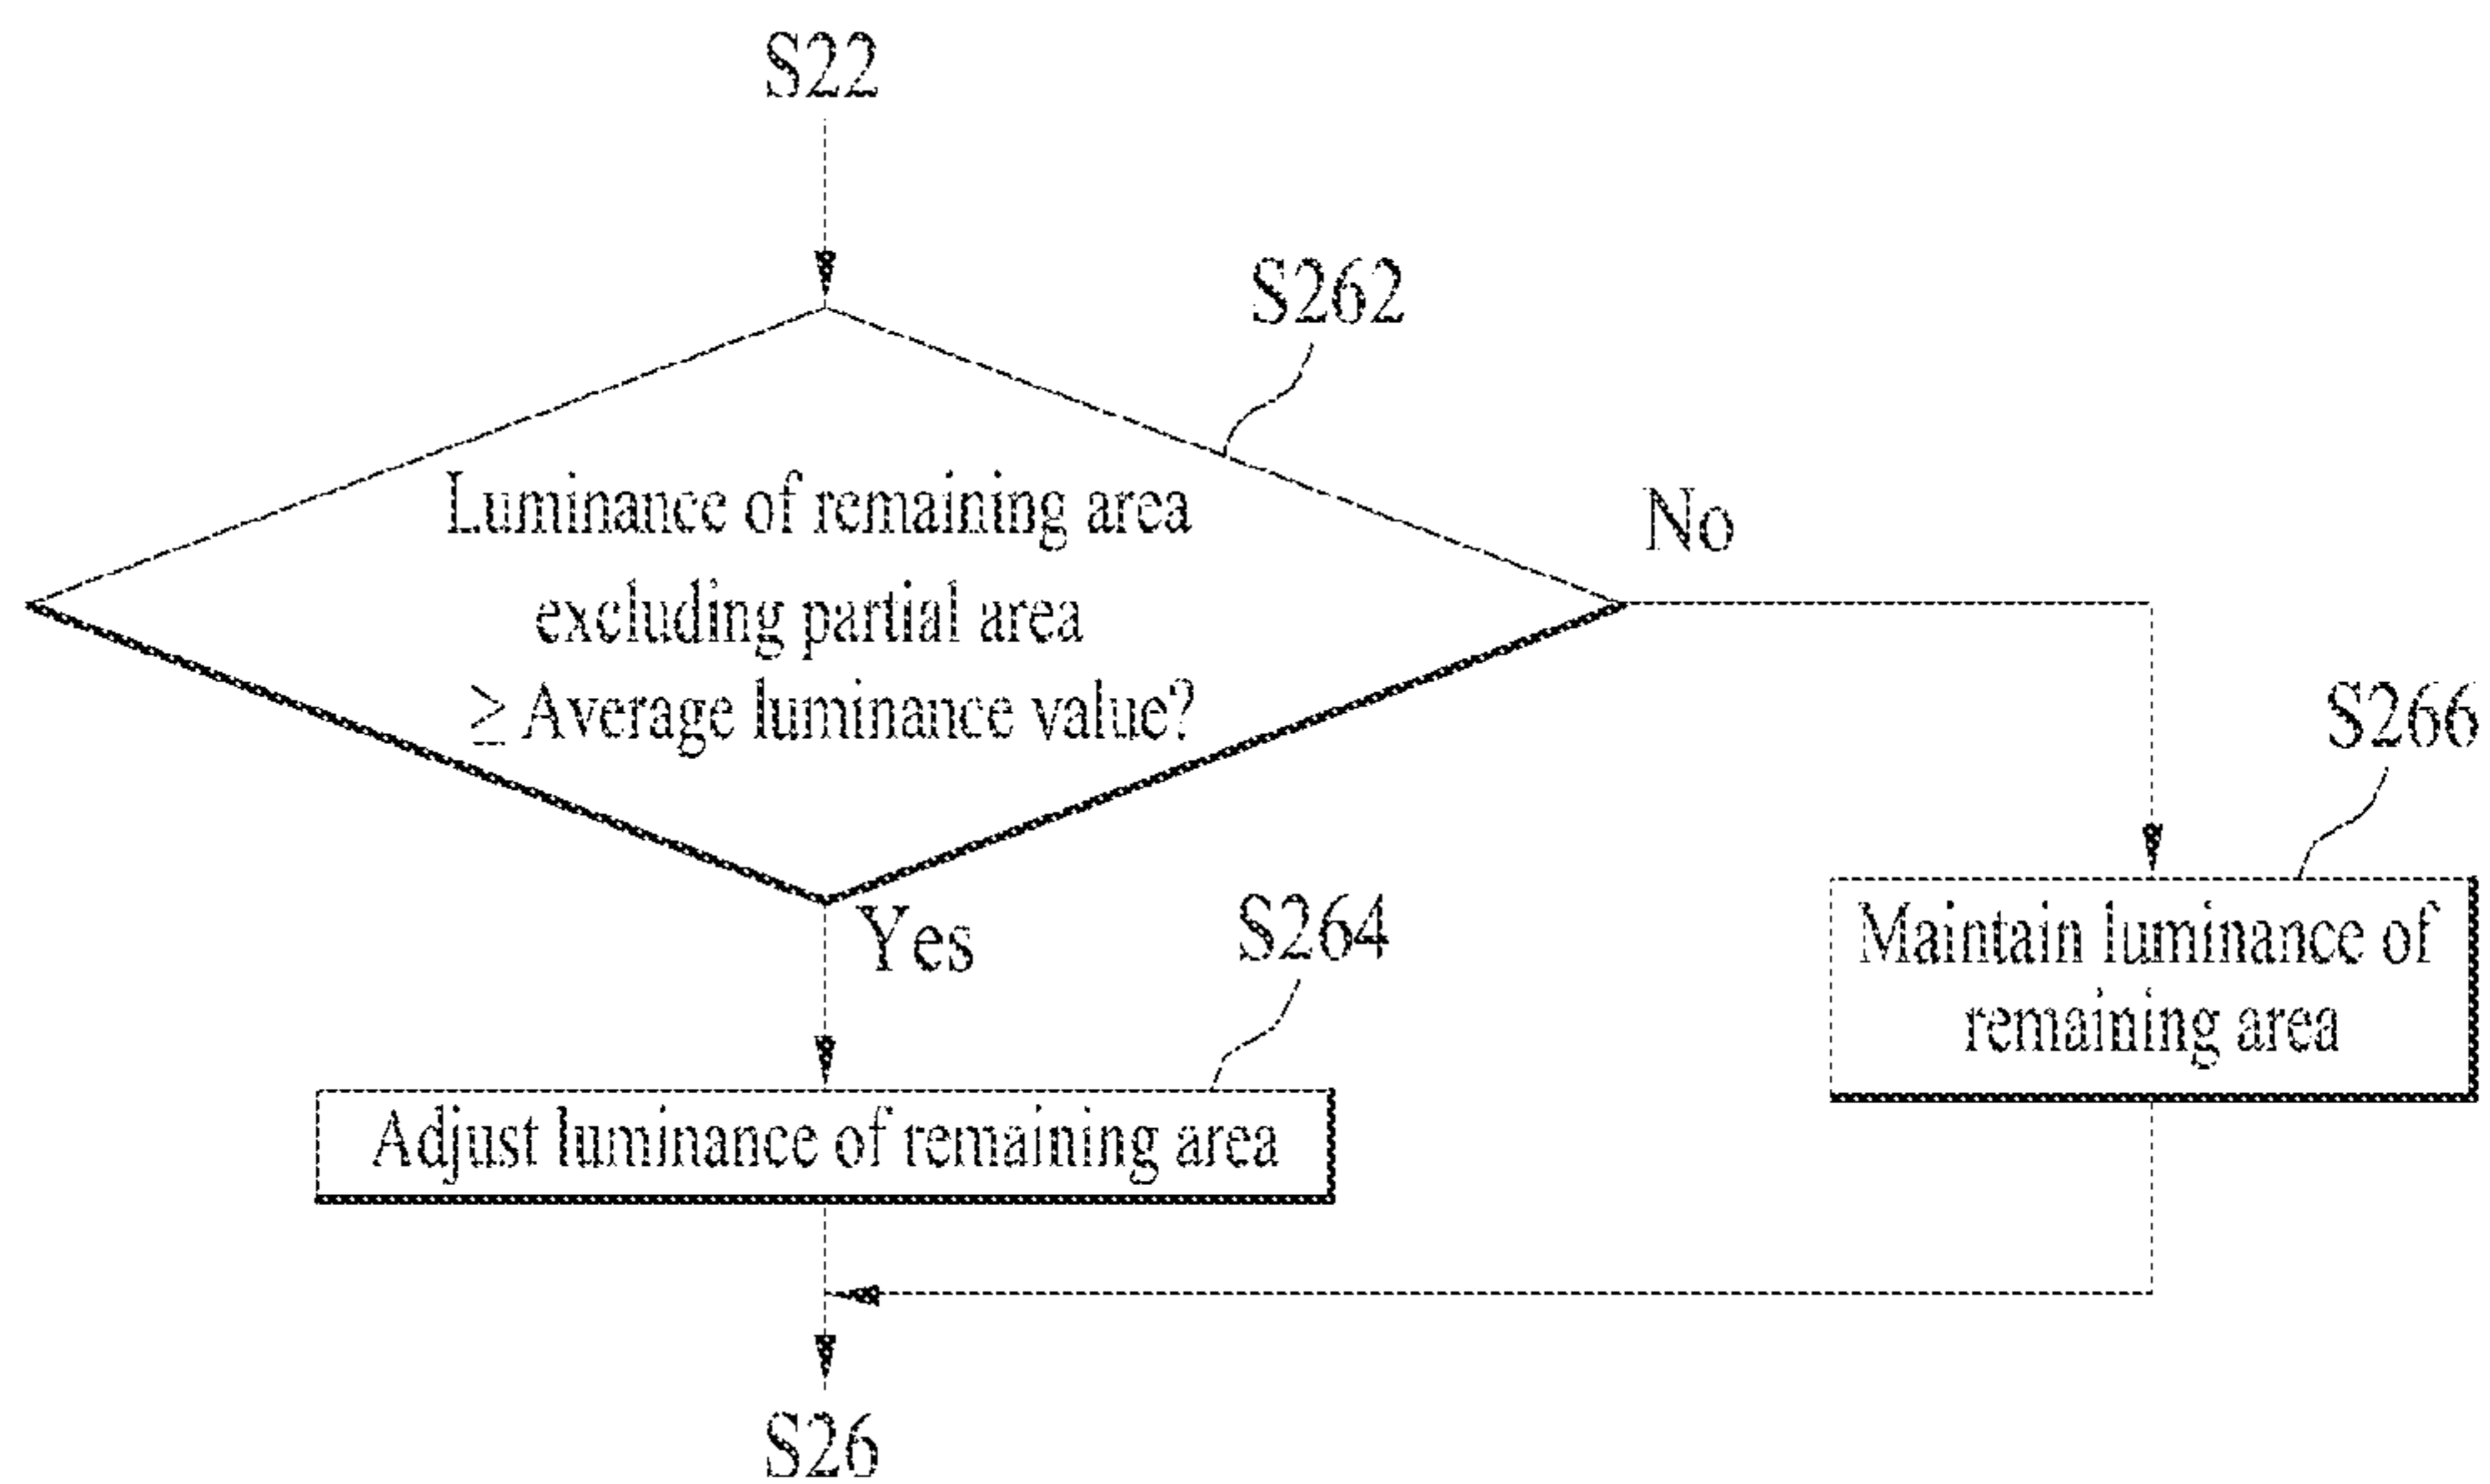 S22
S262
Luminance of remaining area
excluding partial area
≥ Average luminance value?
No
Yes
S266
Maintain luminance of
remaining area
S264
Adjust luminance of remaining area
S26